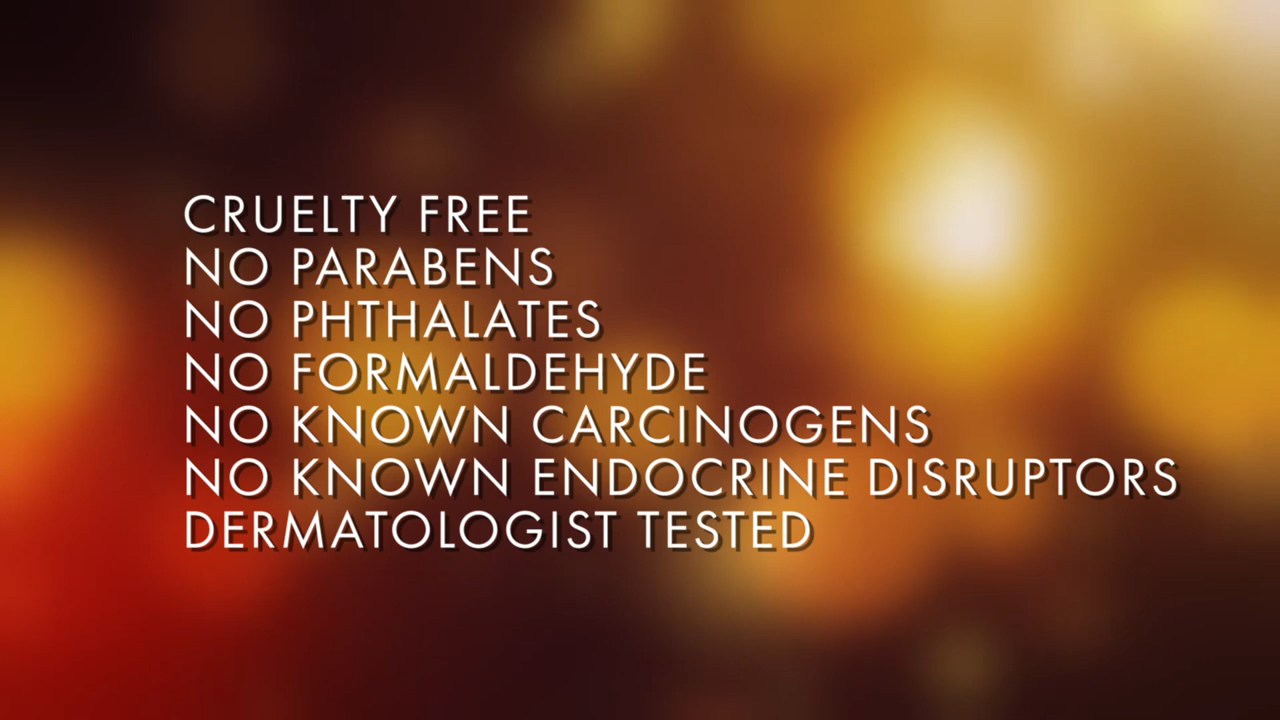 CRUELTY FREE
NO PARABENS
NO PHTHALATES
NO FORMALDEHYDE
NO KNOWN CARCINOGENS
NO KNOWN ENDOCRINE DISRUPTORS
DERMATOLOGIST TESTED